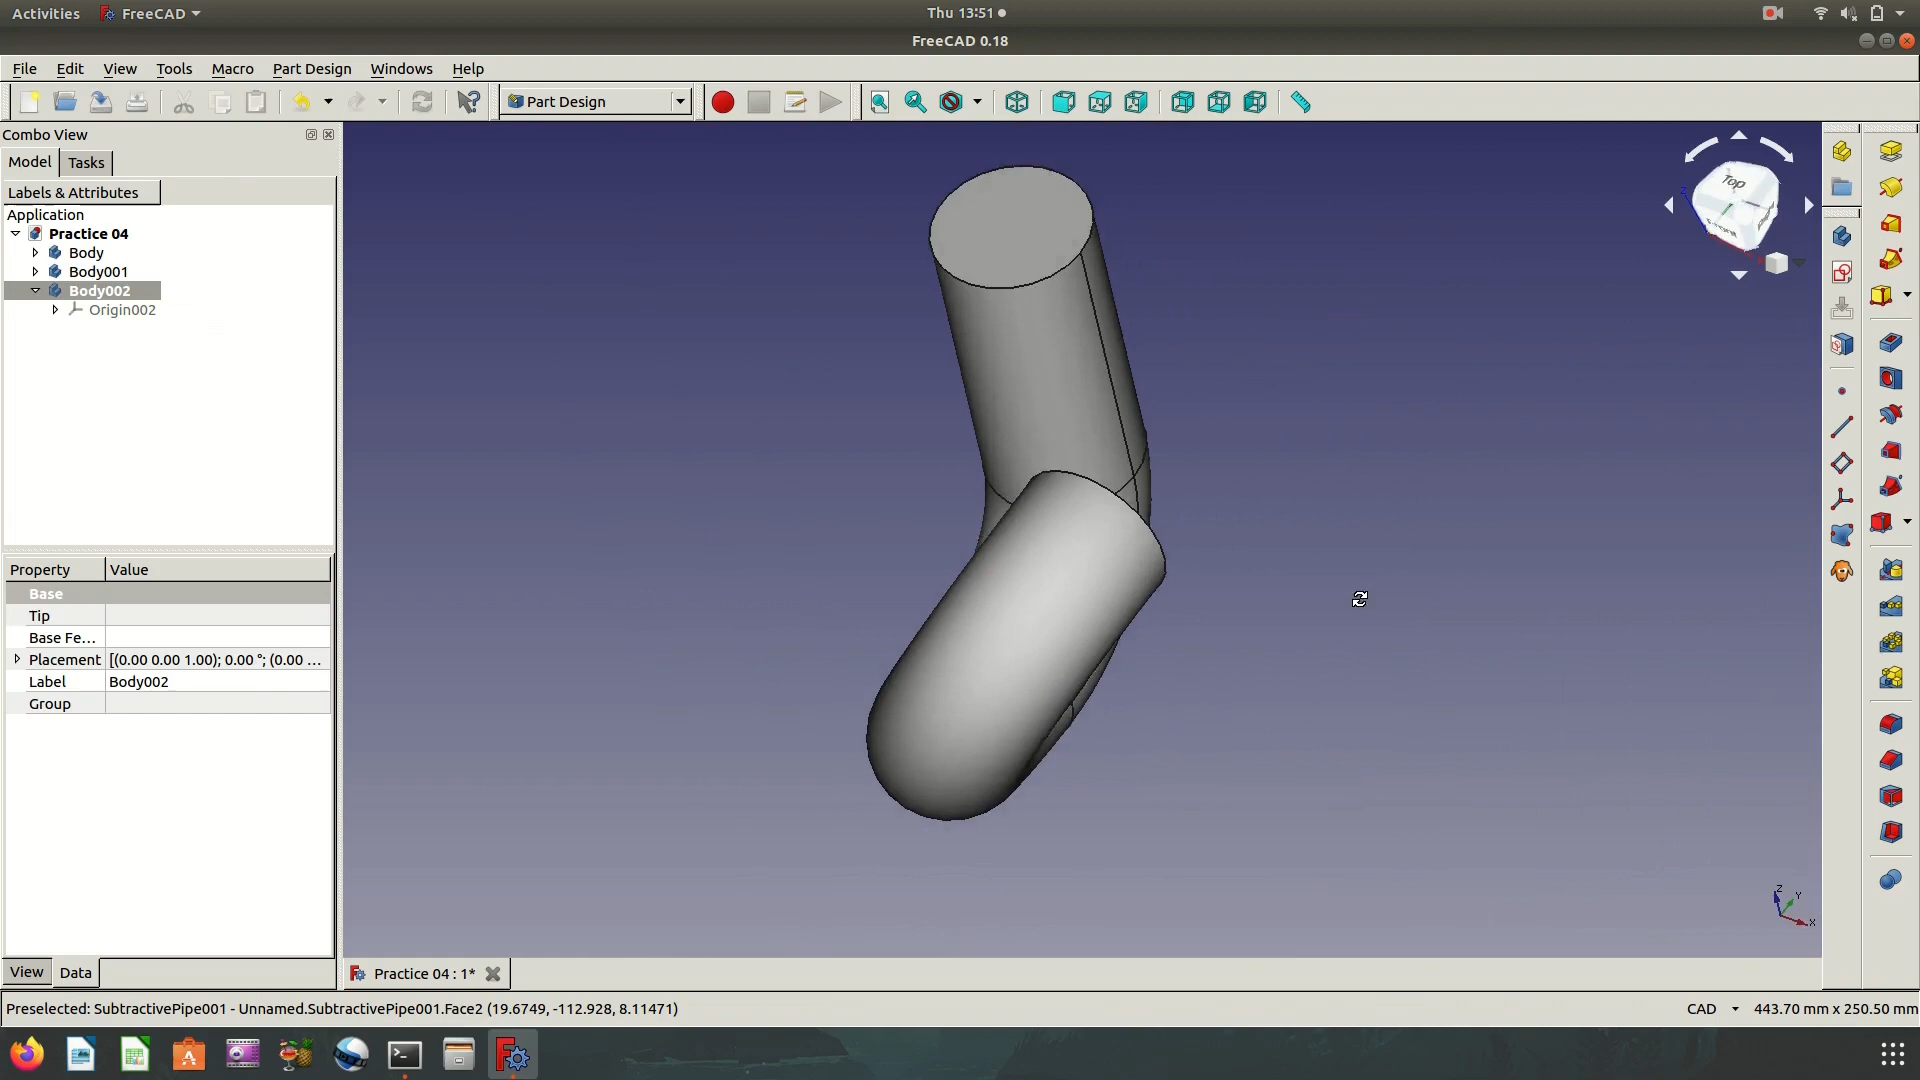 Activities FreeCAD Thu 13:51
FreeCAD 0.18
File Edit View Tools Macro Part Design Windows Help
Part Design
Combo View
Model Tasks
Labels & Attributes
Application
Practice 04
Body
Body001
Body002
Origin002
Property Value
Base
Tip
Base Fe...
Placement [(0.00 0.00 1.00); 0.00 °; (0.00 ...
Label Body002
Group
Top
Front
Z
X
Z
Y
X
View Data
Practice 04 : 1*
Preselected: SubtractivePipe001 - Unnamed.SubtractivePipe001.Face2 (19.6749, -112.928, 8.11471) CAD 443.70 mm x 250.50 mm